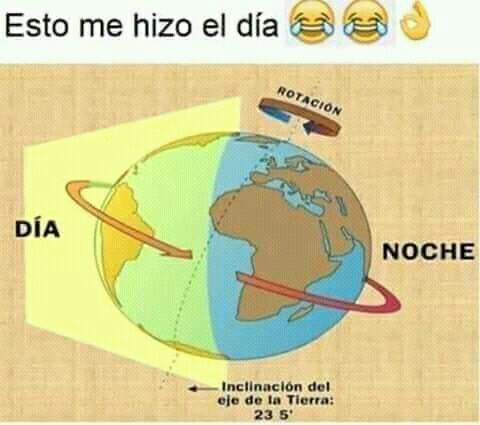 Esto me hizo el día 😂😂👌
ROTACIÓN
DÍA
NOCHE
Inclinación del
eje de la Tierra:
23 5'